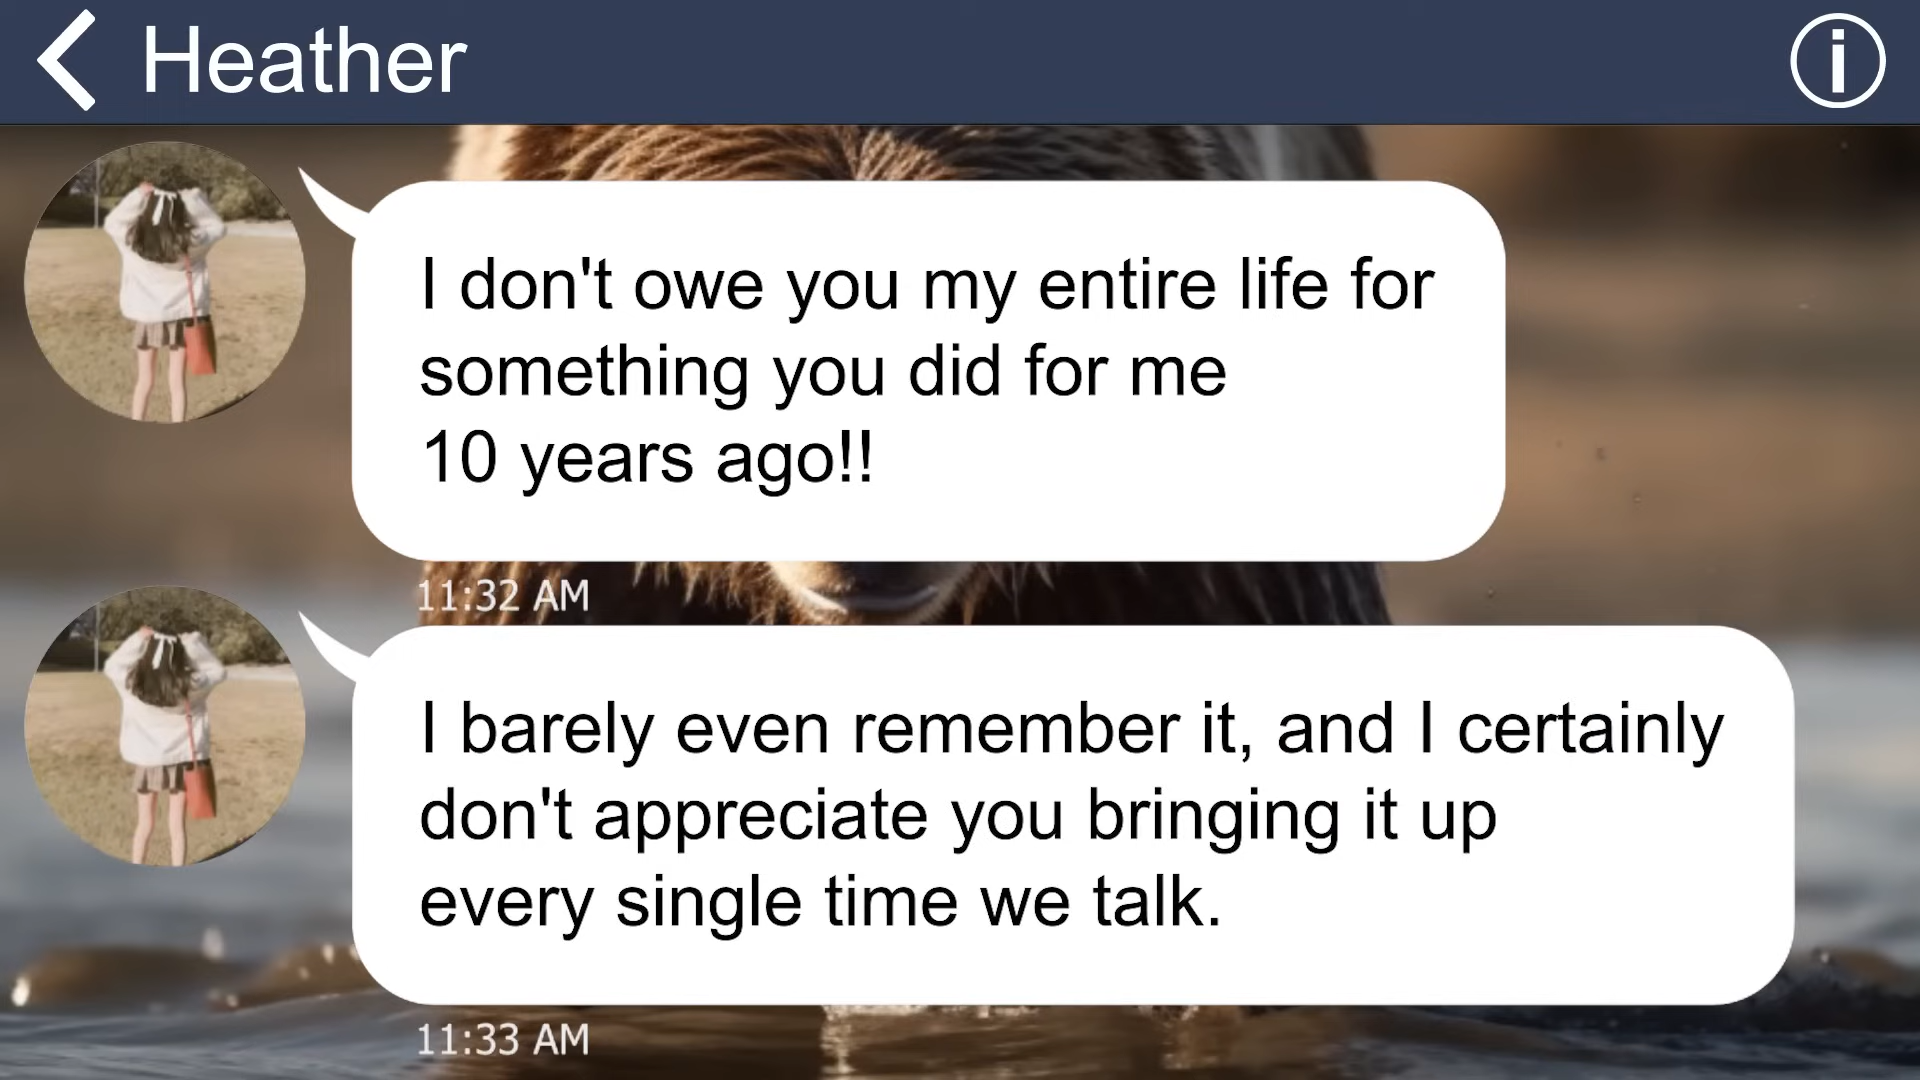 Heather
I don't owe you my entire life for
something you did for me
10 years ago!!
11:32 AM
I barely even remember it, and I certainly
don't appreciate you bringing it up
every single time we talk.
11:33 AM